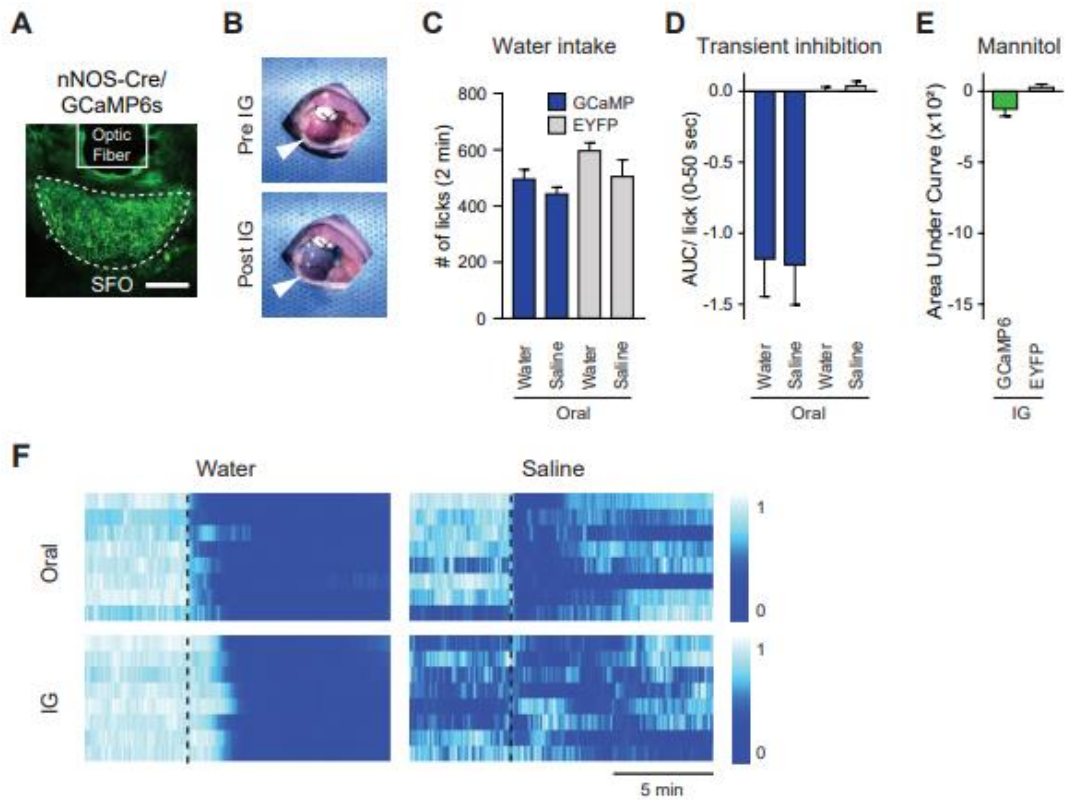 A
nNOS-Cre/
GCaMP6s
Optic
Fiber
SFO
B
Pre IG
Post IG
C
Water intake
# of licks (2 min)
800
600
400
200
0
GCaMP
EYFP
Water
Saline
Water
Saline
Oral
D
Transient inhibition
AUC/ lick (0-50 sec)
0.0
-0.5
-1.0
-1.5
Water
Saline
Water
Saline
Oral
E
Mannitol
Area Under Curve (x10²)
0
-5
-10
-15
GCaMP6
EYFP
IG
F
Water
Saline
Oral
1
0
IG
1
0
5 min